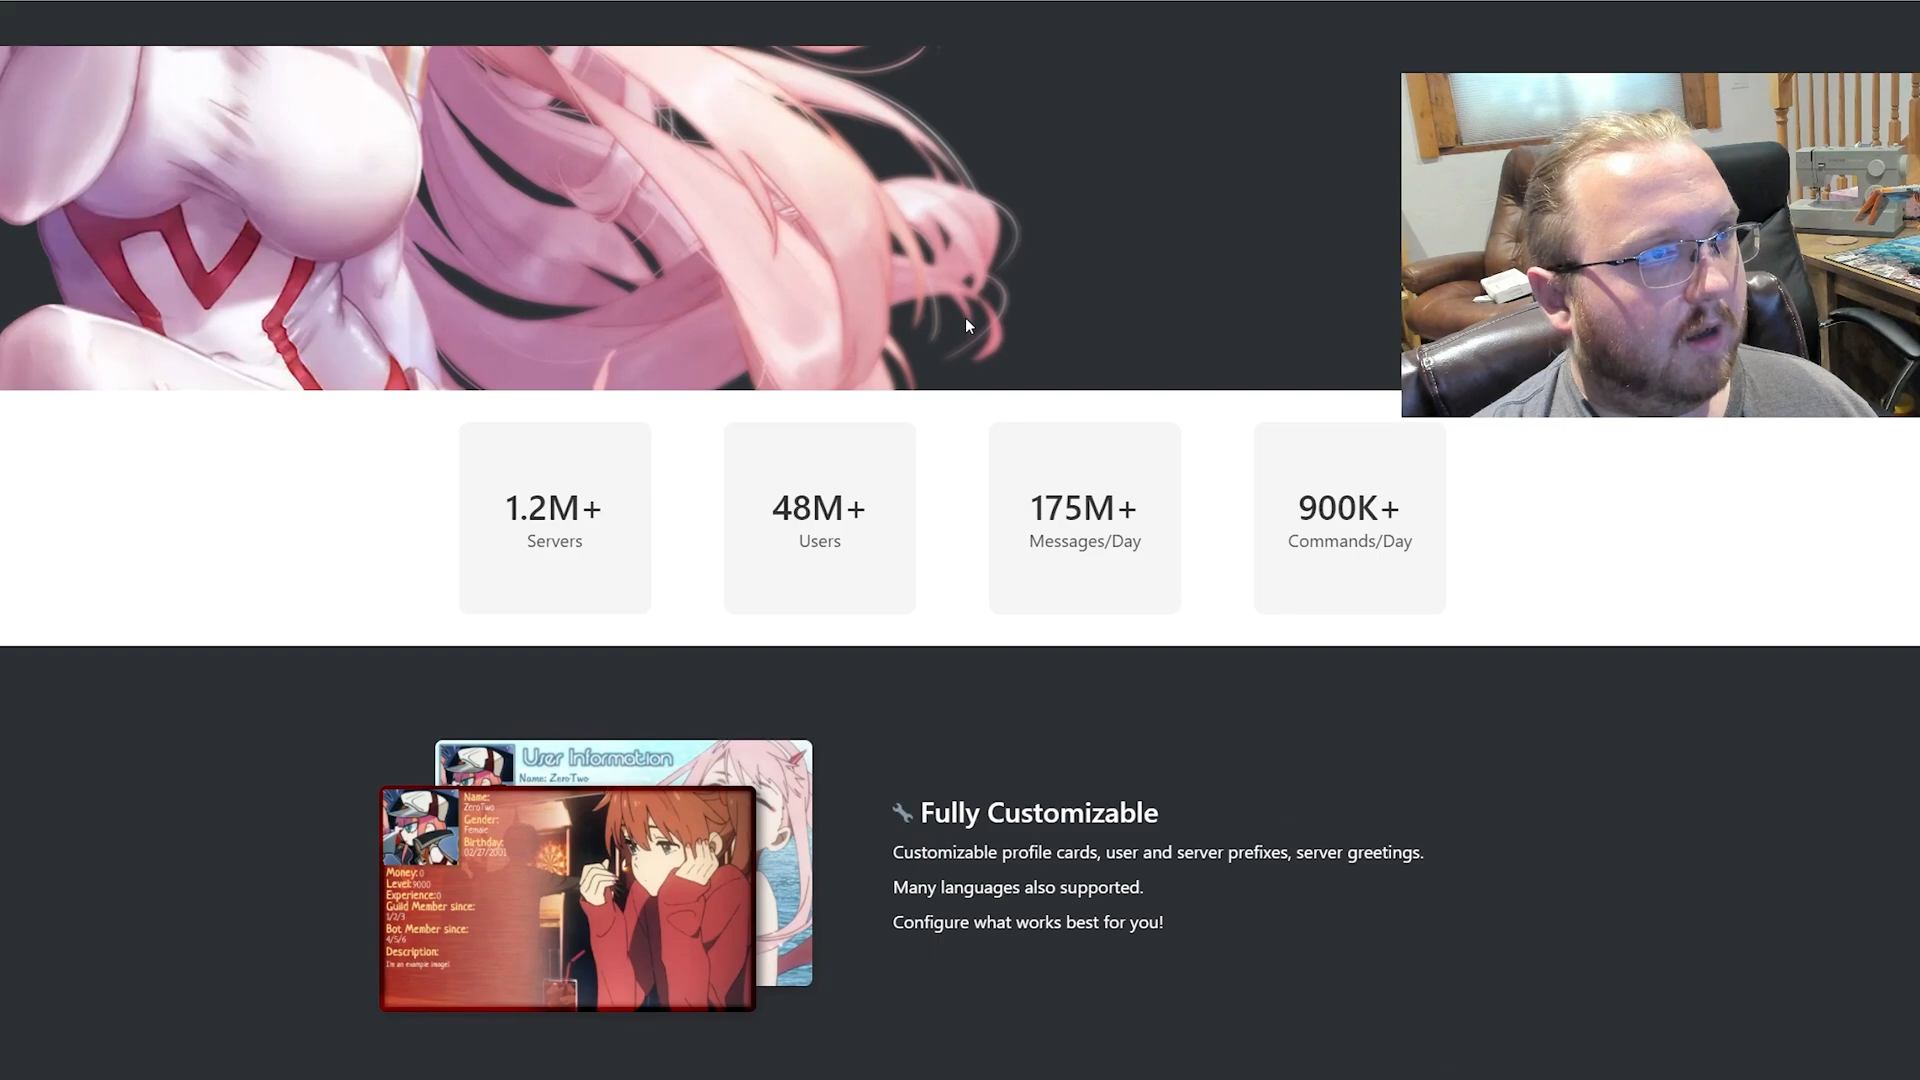 1.2M+
Servers
48M+
Users
175M+
Messages/Day
900K+
Commands/Day
User Information
Name: ZeroTwo
Name:
ZeroTwo
Gender:
Female
Birthday:
02/27/2001
Money: 0
Level: 9000
Experience: 0
Guild Member since:
1/2/3
Bot Member since:
4/5/6
Description:
I'm an example image!
Fully Customizable
Customizable profile cards, user and server prefixes, server greetings.
Many languages also supported.
Configure what works best for you!